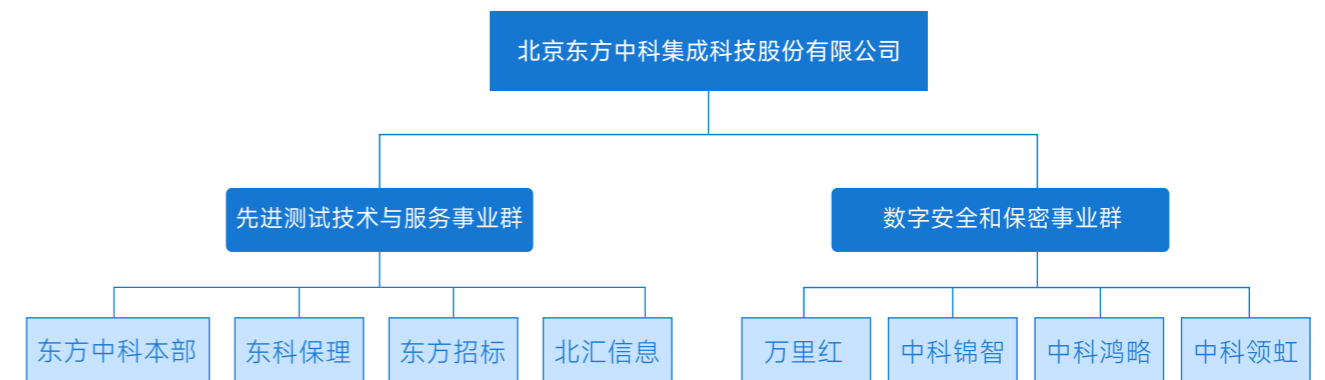 北京东方中科集成科技股份有限公司
先进测试技术与服务事业群
数字安全和保密事业群
东方中科本部
东科保理
东方招标
北汇信息
万里红
中科锦智
中科鸿略
中科领虹